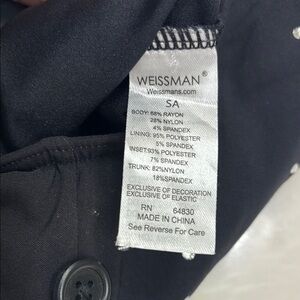 WEISSMAN®
Weissmans.com
SA
BODY: 68% RAYON
28% NYLON
4% SPANDEX
LINING: 95% POLYESTER
5% SPANDEX
INSET:93% POLYESTER
7% SPANDEX
TRUNK: 82%NYLON
18%SPANDEX
EXCLUSIVE OF DECORATION
EXCLUSIVE OF ELASTIC
RN 64830
MADE IN CHINA
See Reverse For Care